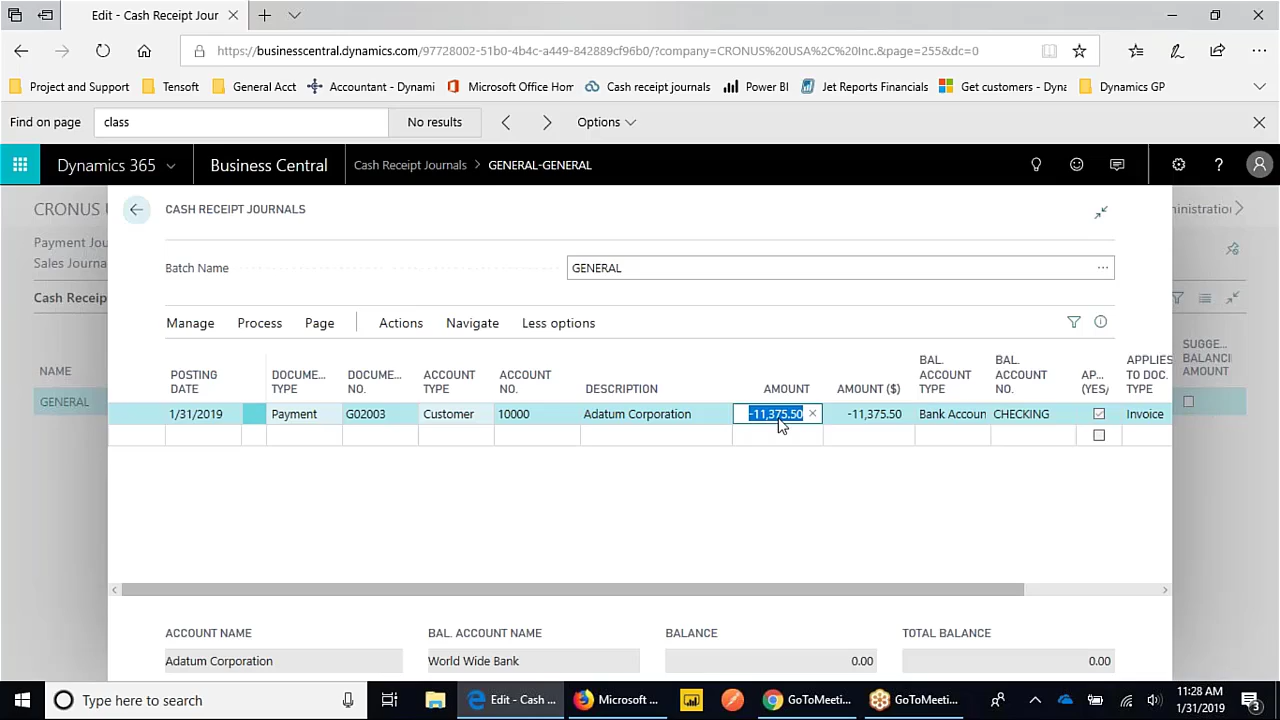 Edit - Cash Receipt Jour
https://businesscentral.dynamics.com/97728002-51b0-4b4c-a449-842889cf96b0/?company=CRONUS%20USA%2C%20Inc.&page=255&dc=0
Project and Support Tensoft General Acct Accountant - Dynami Microsoft Office Hom Cash receipt journals Power BI Jet Reports Financials Get customers - Dyna Dynamics GP
Find on page class No results Options
Dynamics 365 Business Central Cash Receipt Journals > GENERAL-GENERAL ?
CRONUS U CASH RECEIPT JOURNALS ministration
Payment Jou
Sales Journa
Batch Name GENERAL ...
Cash Receip
Manage Process Page Actions Navigate Less options
SUGGE...
BALANCIN
AMOUNT
NAME
GENERAL
POSTING DATE DOCUME... TYPE DOCUME... NO. ACCOUNT TYPE ACCOUNT NO. DESCRIPTION AMOUNT AMOUNT ($) BAL. ACCOUNT TYPE BAL. ACCOUNT NO. AP... (YES/ APPLIES TO DOC. TYPE
1/31/2019 Payment G02003 Customer 10000 Adatum Corporation -11,375.50 -11,375.50 Bank Accoun CHECKING Invoice
ACCOUNT NAME BAL. ACCOUNT NAME BALANCE TOTAL BALANCE
Adatum Corporation World Wide Bank 0.00 0.00
Type here to search Edit - Cash ... Microsoft ... GoToMeeti... GoToMeeti... 11:28 AM
1/31/2019 3